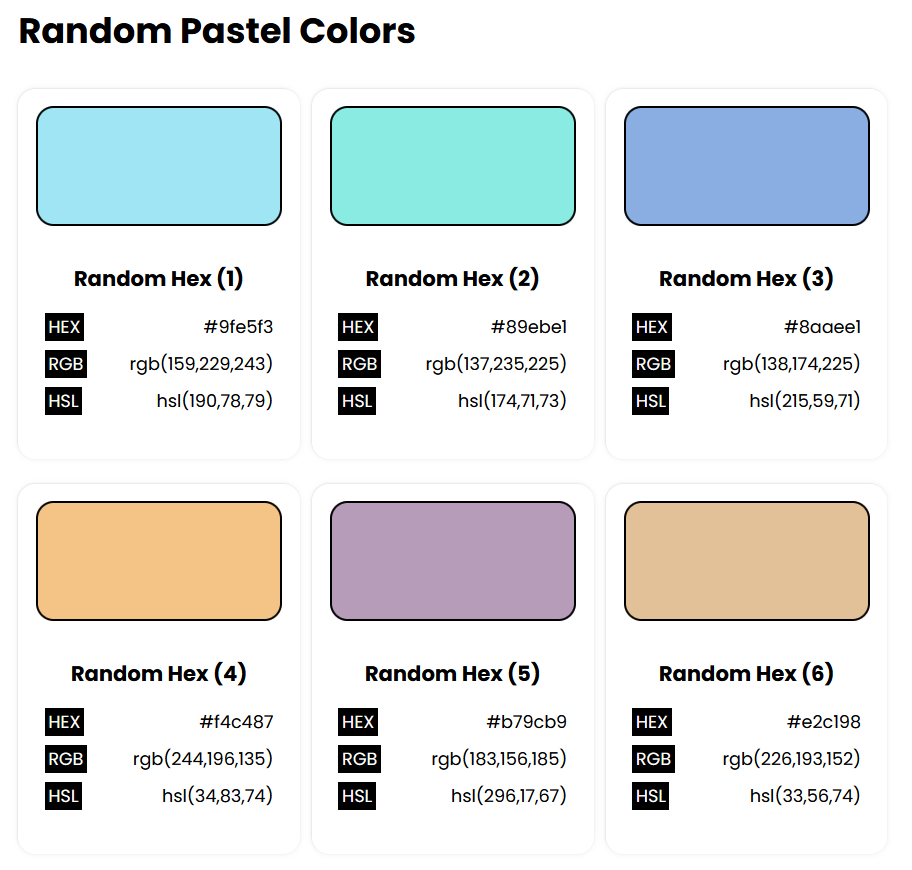 Random Pastel Colors
Random Hex (1)
HEX #9fe5f3
RGB rgb(159,229,243)
HSL hsl(190,78,79)
Random Hex (2)
HEX #89ebe1
RGB rgb(137,235,225)
HSL hsl(174,71,73)
Random Hex (3)
HEX #8aaee1
RGB rgb(138,174,225)
HSL hsl(215,59,71)
Random Hex (4)
HEX #f4c487
RGB rgb(244,196,135)
HSL hsl(34,83,74)
Random Hex (5)
HEX #b79cb9
RGB rgb(183,156,185)
HSL hsl(296,17,67)
Random Hex (6)
HEX #e2c198
RGB rgb(226,193,152)
HSL hsl(33,56,74)